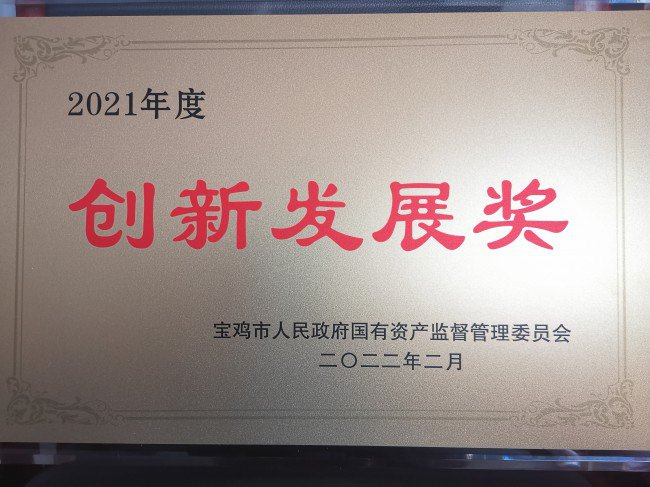 2021年度
创新发展奖
宝鸡市人民政府国有资产监督管理委员会
二〇二二年二月